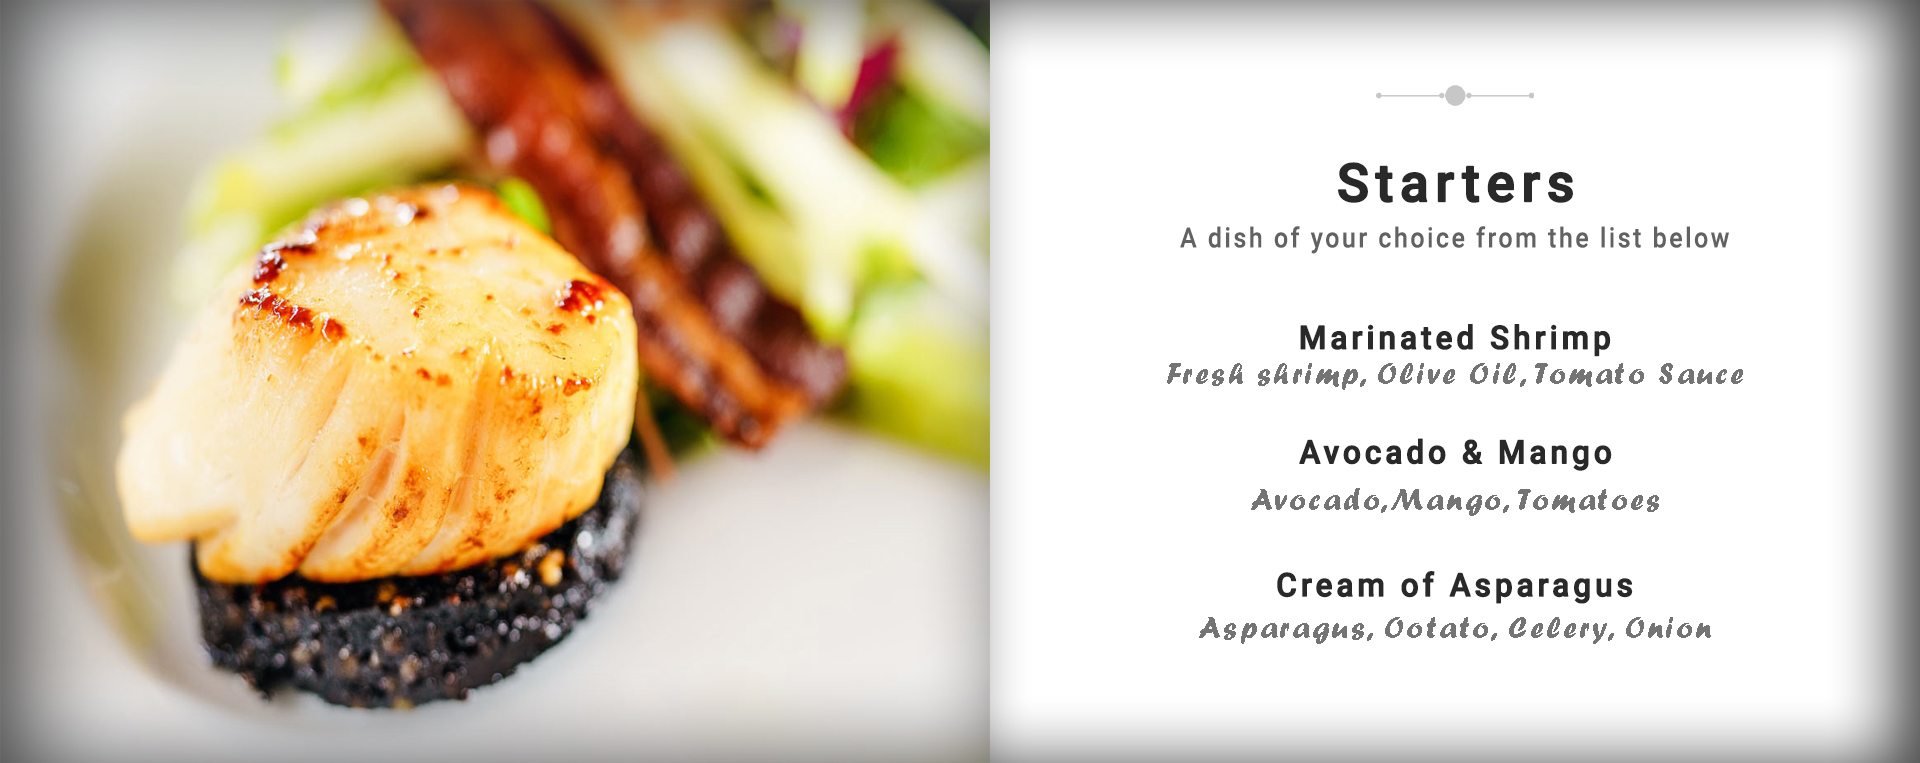 Starters
A dish of your choice from the list below
Marinated Shrimp
Fresh shrimp, Olive Oil, Tomato Sauce
Avocado & Mango
Avocado, Mango, Tomatoes
Cream of Asparagus
Asparagus, Ootato, Celery, Onion